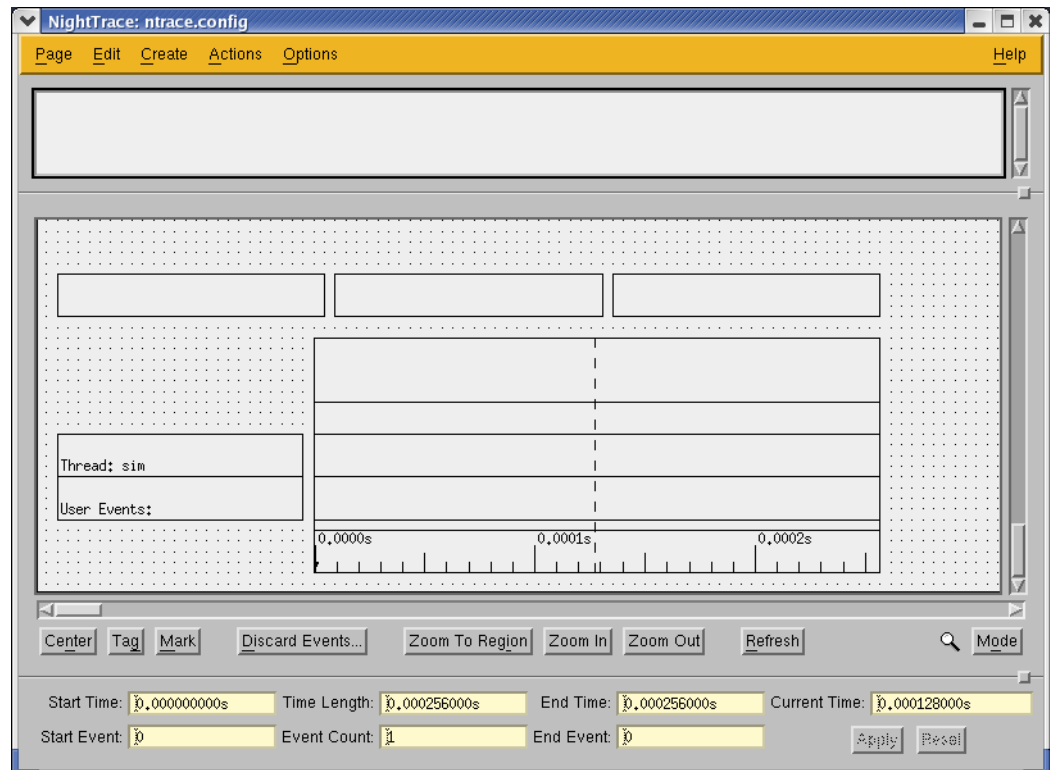 NightTrace: ntrace.config
Page Edit Create Actions Options Help
Thread: sim
User Events:
0.0000s 0.0001s 0.0002s
Center Tag Mark Discard Events... Zoom To Region Zoom In Zoom Out Refresh Mode
Start Time: 0.000000000s Time Length: 0.000256000s End Time: 0.000256000s Current Time: 0.000128000s
Start Event: 0 Event Count: 1 End Event: 0 Apply Reset